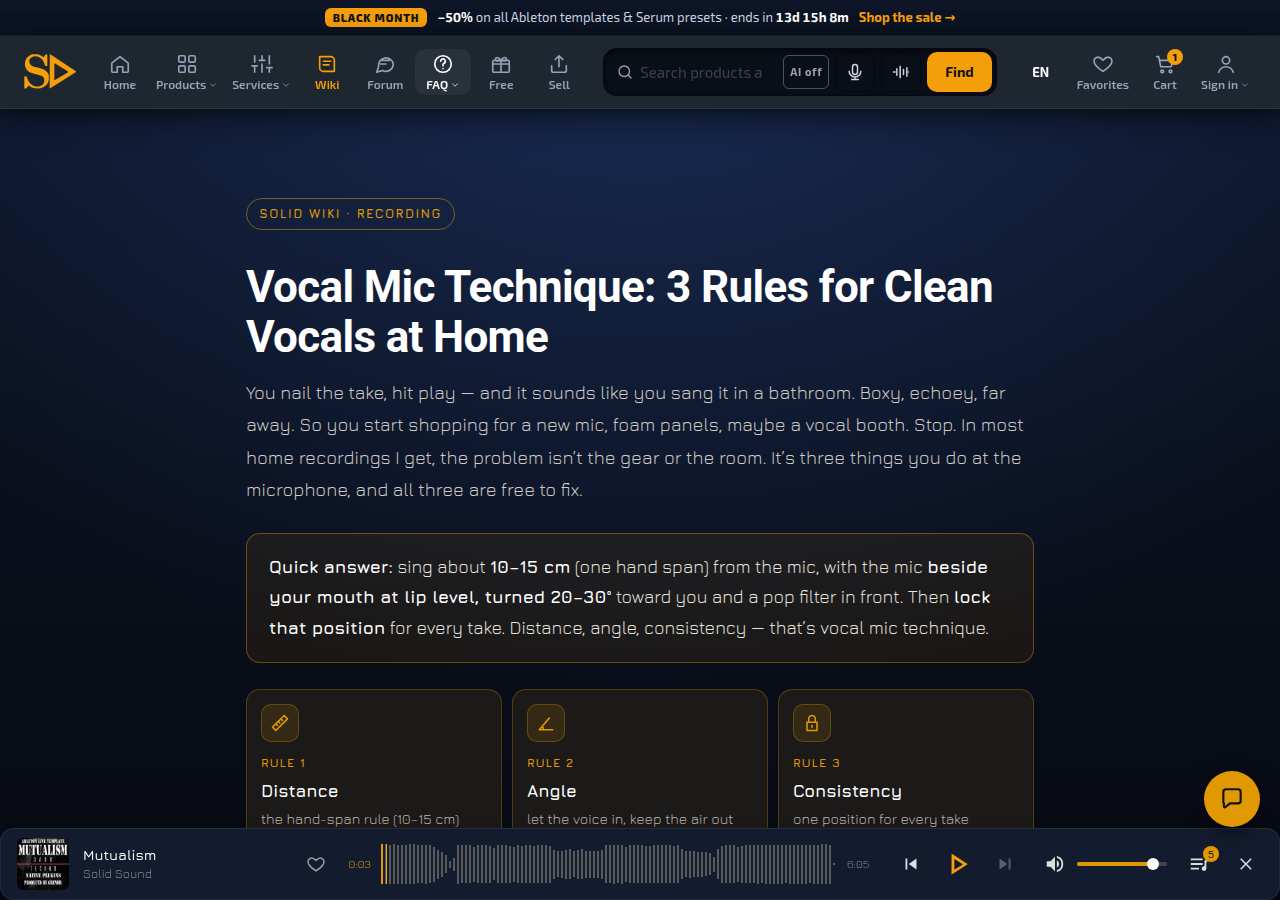 BLACK MONTH −50% on all Ableton templates & Serum presets · ends in 13d 15h 8m Shop the sale →
Home Products Services Wiki Forum FAQ Free Sell
Search products a AI off Find EN
Favorites Cart 1 Sign in
SOLID WIKI · RECORDING
Vocal Mic Technique: 3 Rules for Clean
Vocals at Home
You nail the take, hit play — and it sounds like you sang it in a bathroom. Boxy, echoey, far
away. So you start shopping for a new mic, foam panels, maybe a vocal booth. Stop. In most
home recordings I get, the problem isn’t the gear or the room. It’s three things you do at the
microphone, and all three are free to fix.
Quick answer: sing about 10–15 cm (one hand span) from the mic, with the mic beside
your mouth at lip level, turned 20–30° toward you and a pop filter in front. Then lock
that position for every take. Distance, angle, consistency — that’s vocal mic technique.
RULE 1
Distance
the hand-span rule (10–15 cm)
RULE 2
Angle
let the voice in, keep the air out
RULE 3
Consistency
one position for every take
MUTUALISM
Mutualism
Solid Sound
0:03
6:05
5